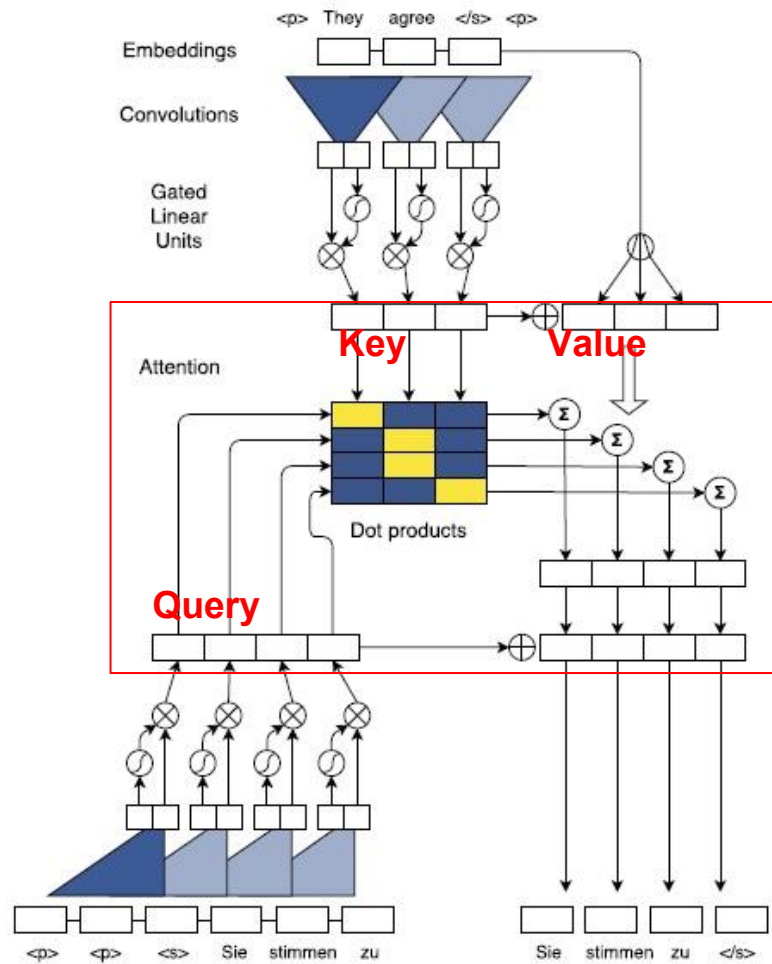 <p> They agree </s> <p>
Embeddings
Convolutions
Gated
Linear
Units
Key Value
Attention
Σ
Σ
Σ
Σ
Dot products
Query
<p> <p> <s> Sie stimmen zu Sie stimmen zu </s>